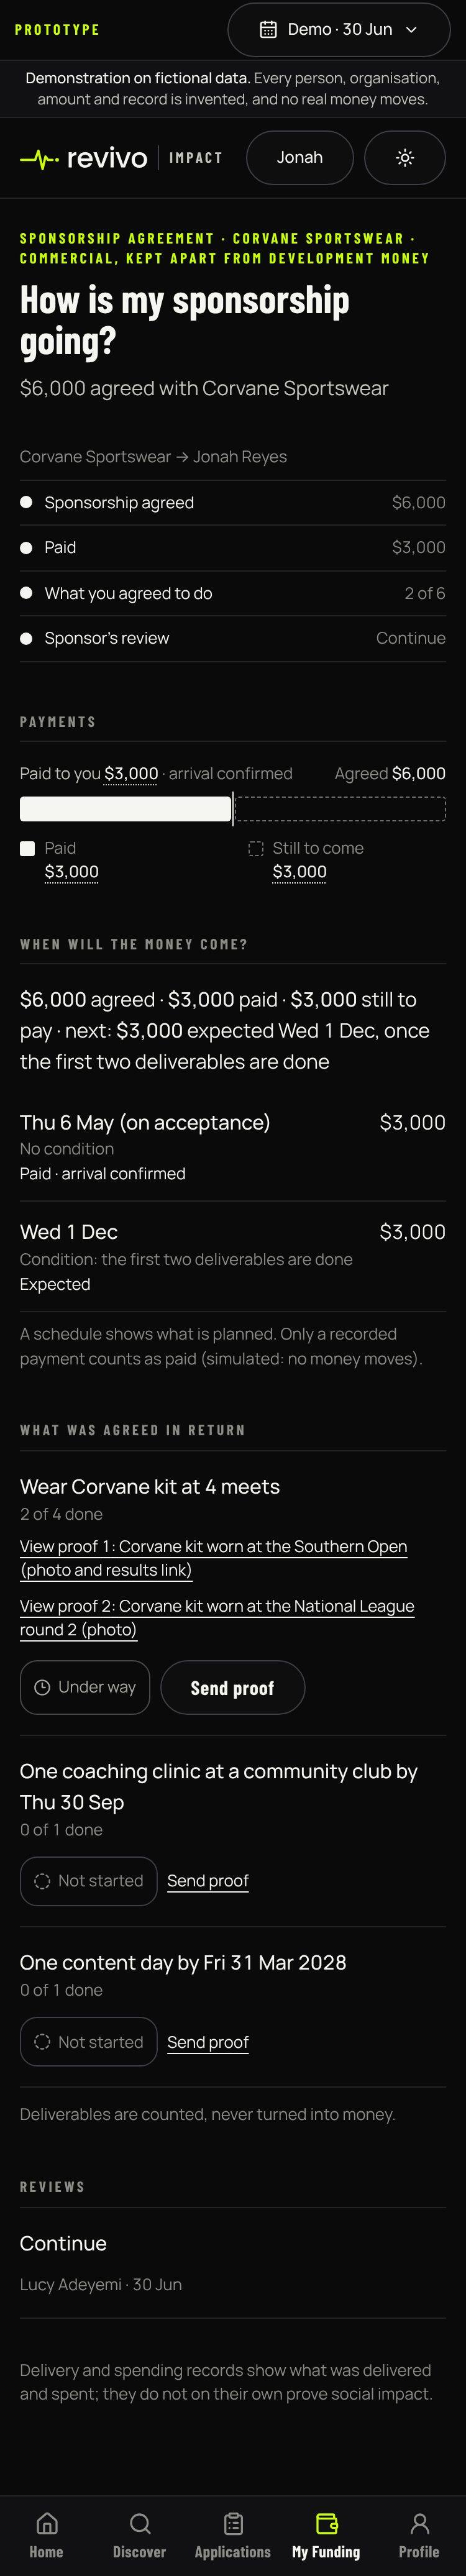 PROTOTYPE
Demo · 30 Jun
Demonstration on fictional data. Every person, organisation,
amount and record is invented, and no real money moves.
revivo IMPACT
Jonah
SPONSORSHIP AGREEMENT · CORVANE SPORTSWEAR ·
COMMERCIAL, KEPT APART FROM DEVELOPMENT MONEY
How is my sponsorship
going?
$6,000 agreed with Corvane Sportswear
Corvane Sportswear → Jonah Reyes
Sponsorship agreed $6,000
Paid $3,000
What you agreed to do 2 of 6
Sponsor's review Continue
PAYMENTS
Paid to you $3,000 · arrival confirmed Agreed $6,000
Paid Still to come
$3,000 $3,000
WHEN WILL THE MONEY COME?
$6,000 agreed · $3,000 paid · $3,000 still to
pay · next: $3,000 expected Wed 1 Dec, once
the first two deliverables are done
Thu 6 May (on acceptance) $3,000
No condition
Paid · arrival confirmed
Wed 1 Dec $3,000
Condition: the first two deliverables are done
Expected
A schedule shows what is planned. Only a recorded
payment counts as paid (simulated: no money moves).
WHAT WAS AGREED IN RETURN
Wear Corvane kit at 4 meets
2 of 4 done
View proof 1: Corvane kit worn at the Southern Open
(photo and results link)
View proof 2: Corvane kit worn at the National League
round 2 (photo)
Under way Send proof
One coaching clinic at a community club by
Thu 30 Sep
0 of 1 done
Not started Send proof
One content day by Fri 31 Mar 2028
0 of 1 done
Not started Send proof
Deliverables are counted, never turned into money.
REVIEWS
Continue
Lucy Adeyemi · 30 Jun
Delivery and spending records show what was delivered
and spent; they do not on their own prove social impact.
Home Discover Applications My Funding Profile